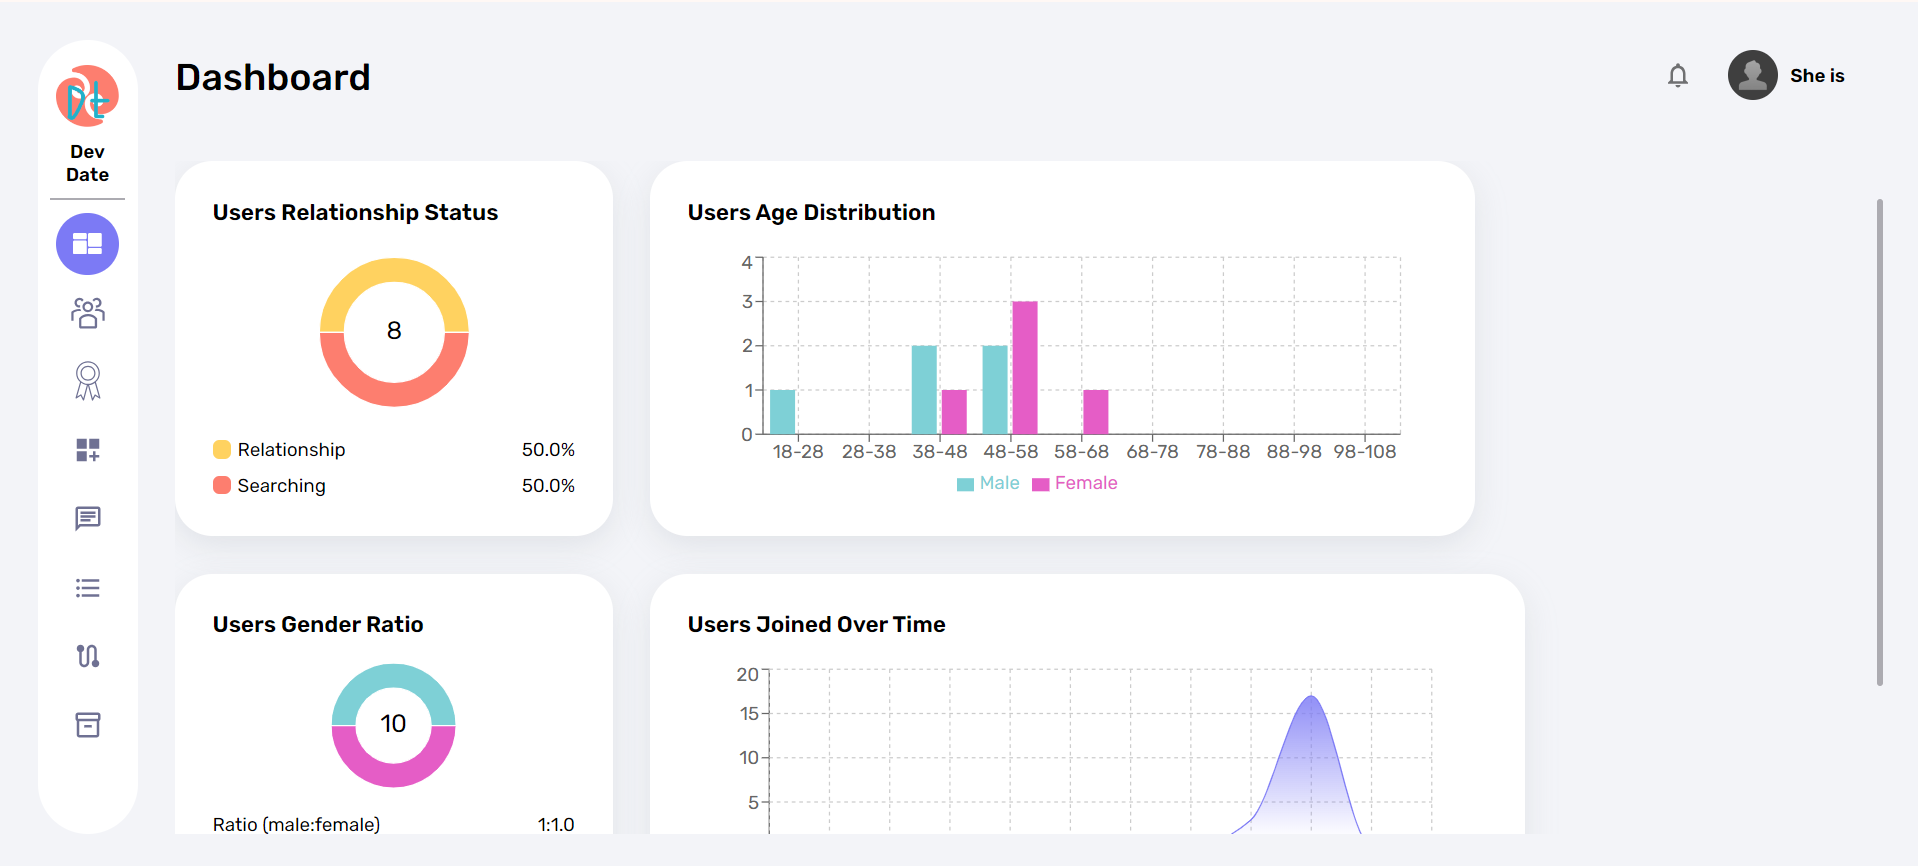 Dt
Dev
Date
Dashboard
She is
Users Relationship Status
8
Relationship 50.0%
Searching 50.0%
Users Age Distribution
4
3
2
1
0
18-28 28-38 38-48 48-58 58-68 68-78 78-88 88-98 98-108
Male Female
Users Gender Ratio
10
Ratio (male:female) 1:1.0
Users Joined Over Time
20
15
10
5